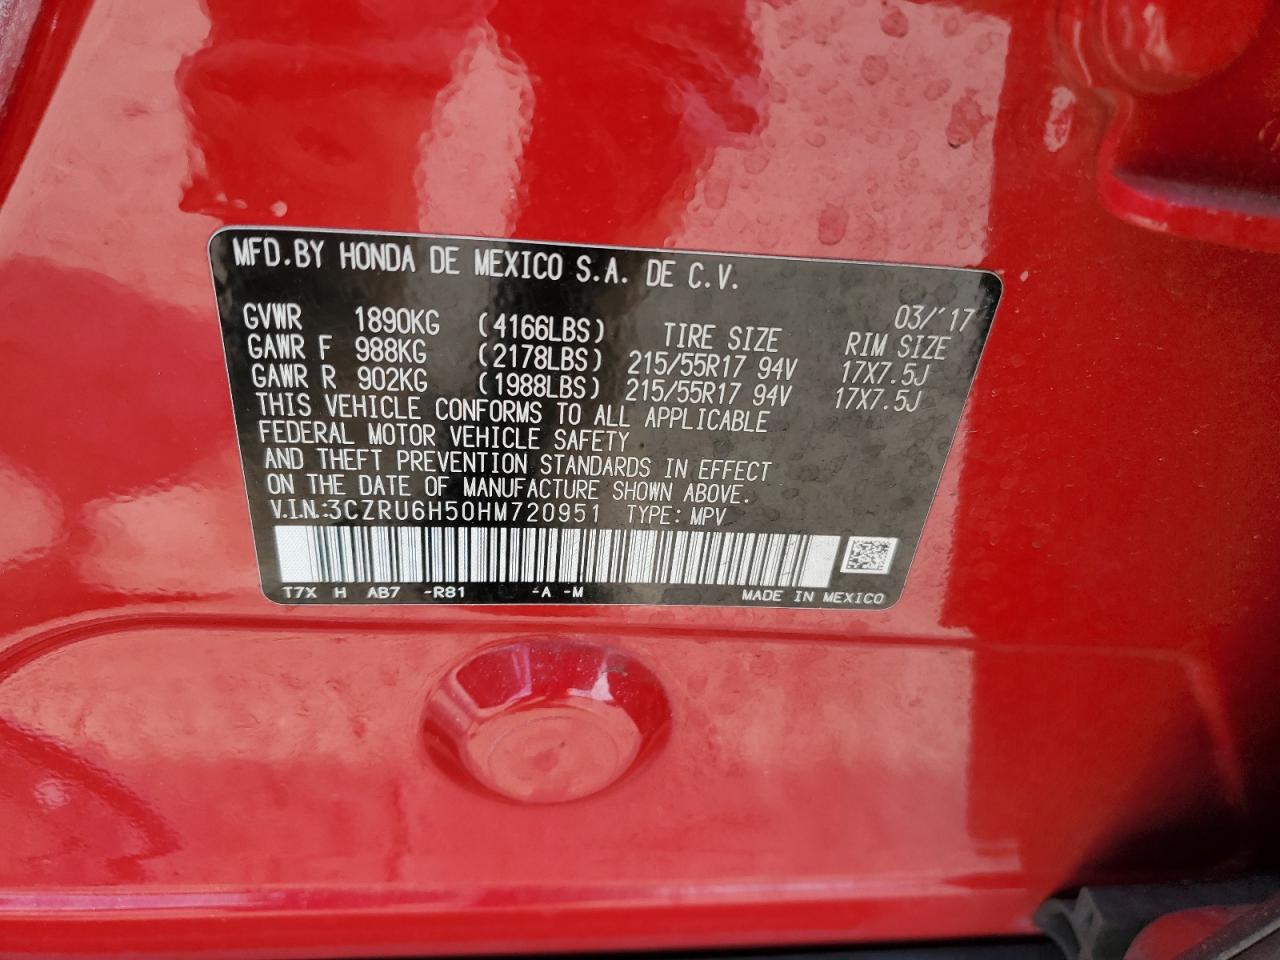 MFD.BY HONDA DE MEXICO S.A. DE C.V.
03/'17
GVWR 1890KG (4166LBS) TIRE SIZE RIM SIZE
GAWR F 988KG (2178LBS) 215/55R17 94V 17X7.5J
GAWR R 902KG (1988LBS) 215/55R17 94V 17X7.5J
THIS VEHICLE CONFORMS TO ALL APPLICABLE
FEDERAL MOTOR VEHICLE SAFETY
AND THEFT PREVENTION STANDARDS IN EFFECT
ON THE DATE OF MANUFACTURE SHOWN ABOVE.
V.I.N.:3CZRU6H50HM720951 TYPE: MPV
T7X H AB7 -R81 -A -M MADE IN MEXICO